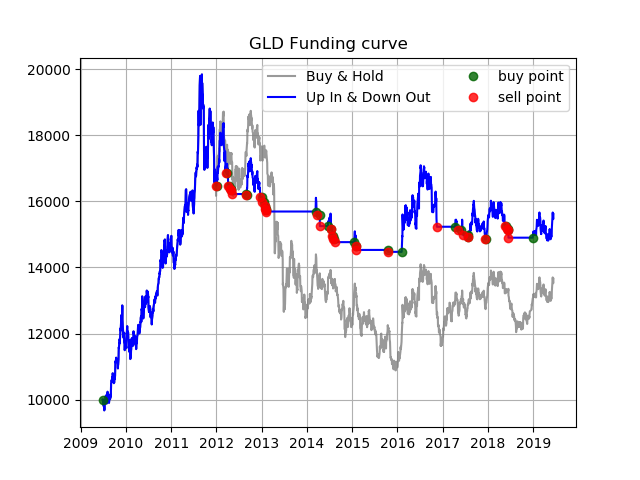 GLD Funding curve
Buy & Hold
Up In & Down Out
buy point
sell point
20000
18000
16000
14000
12000
10000
2009 2010 2011 2012 2013 2014 2015 2016 2017 2018 2019